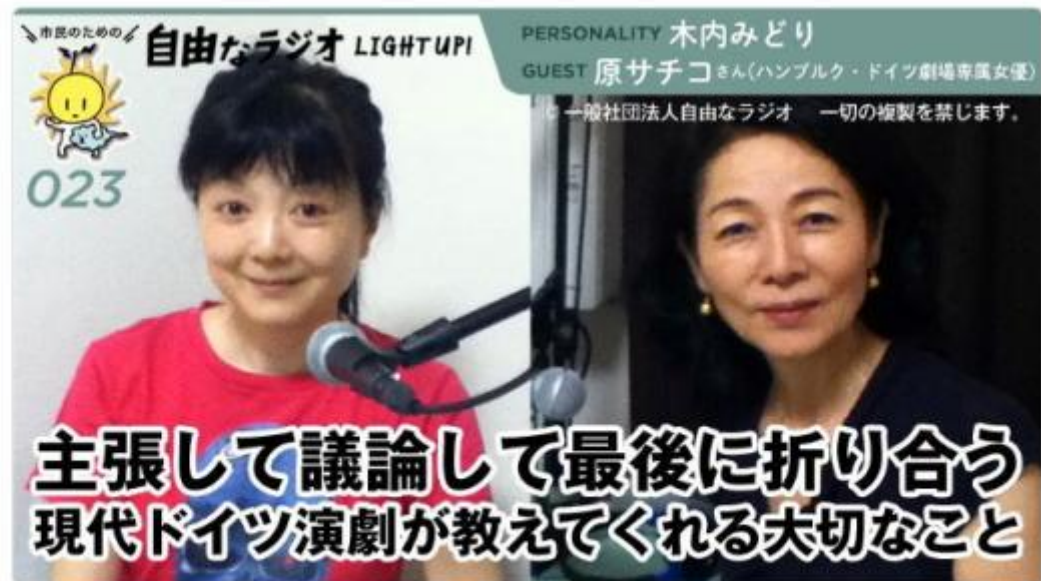 市民のための
自由なラジオ LIGHT UP!
PERSONALITY 木内みどり
GUEST 原サチコさん(ハンブルク・ドイツ劇場専属女優)
© 一般社団法人自由なラジオ 一切の複製を禁じます。
023
主張して議論して最後に折り合う
現代ドイツ演劇が教えてくれる大切なこと